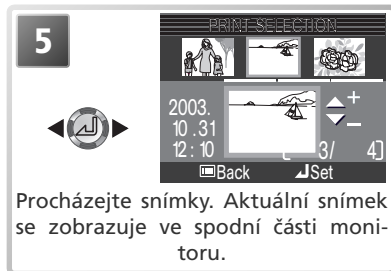 5
PRINT SELECTION
2003.
10.31
12:10
[ 3/ 4]
Back
Set
Procházejte snímky. Aktuální snímek
se zobrazuje ve spodní části moni-
toru.